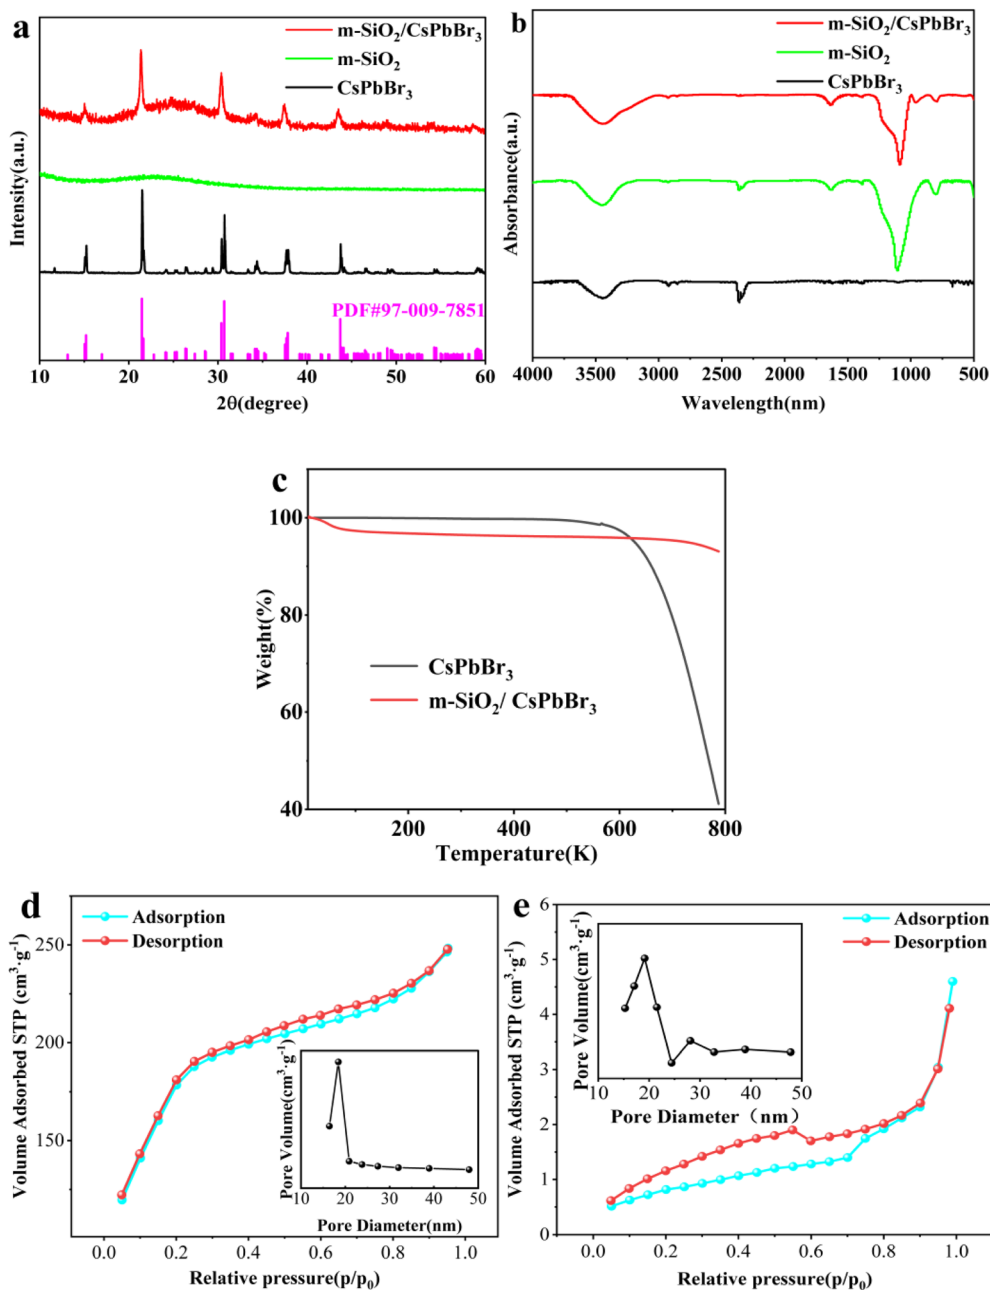 a
m-SiO₂/CsPbBr₃
m-SiO₂
CsPbBr₃
PDF#97-009-7851
Intensity(a.u.)
10 20 30 40 50 60
2θ(degree)
b
m-SiO₂/CsPbBr₃
m-SiO₂
CsPbBr₃
Absorbance(a.u.)
4000 3500 3000 2500 2000 1500 1000 500
Wavelength(nm)
c
100
80
60
40
Weight(%)
CsPbBr₃
m-SiO₂/ CsPbBr₃
200 400 600 800
Temperature(K)
d
Adsorption
Desorption
250
200
150
Volume Adsorbed STP (cm³·g⁻¹)
Pore Volume(cm³·g⁻¹)
10 20 30 40 50
Pore Diameter(nm)
0.0 0.2 0.4 0.6 0.8 1.0
Relative pressure(p/p₀)
e
Adsorption
Desorption
6
5
4
3
2
1
0
Volume Adsorbed STP (cm³·g⁻¹)
Pore Volume(cm³·g⁻¹)
10 20 30 40 50
Pore Diameter（nm）
0.0 0.2 0.4 0.6 0.8 1.0
Relative pressure(p/p₀)